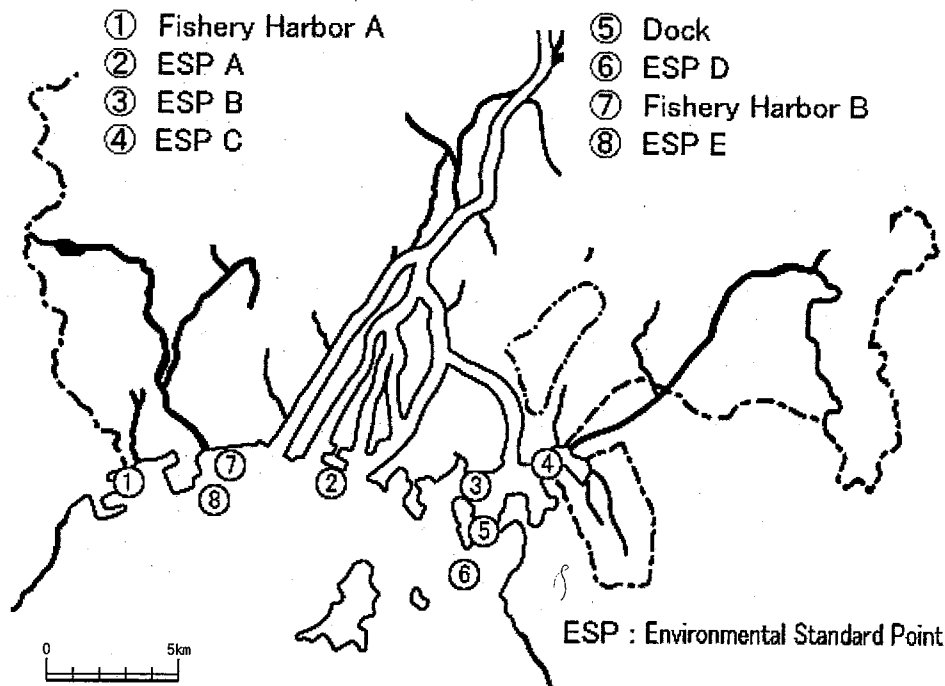 ① Fishery Harbor A
② ESP A
③ ESP B
④ ESP C
⑤ Dock
⑥ ESP D
⑦ Fishery Harbor B
⑧ ESP E
④
⑦
①
②
③
⑧
⑤
⑥
ESP : Environmental Standard Point
0 5km